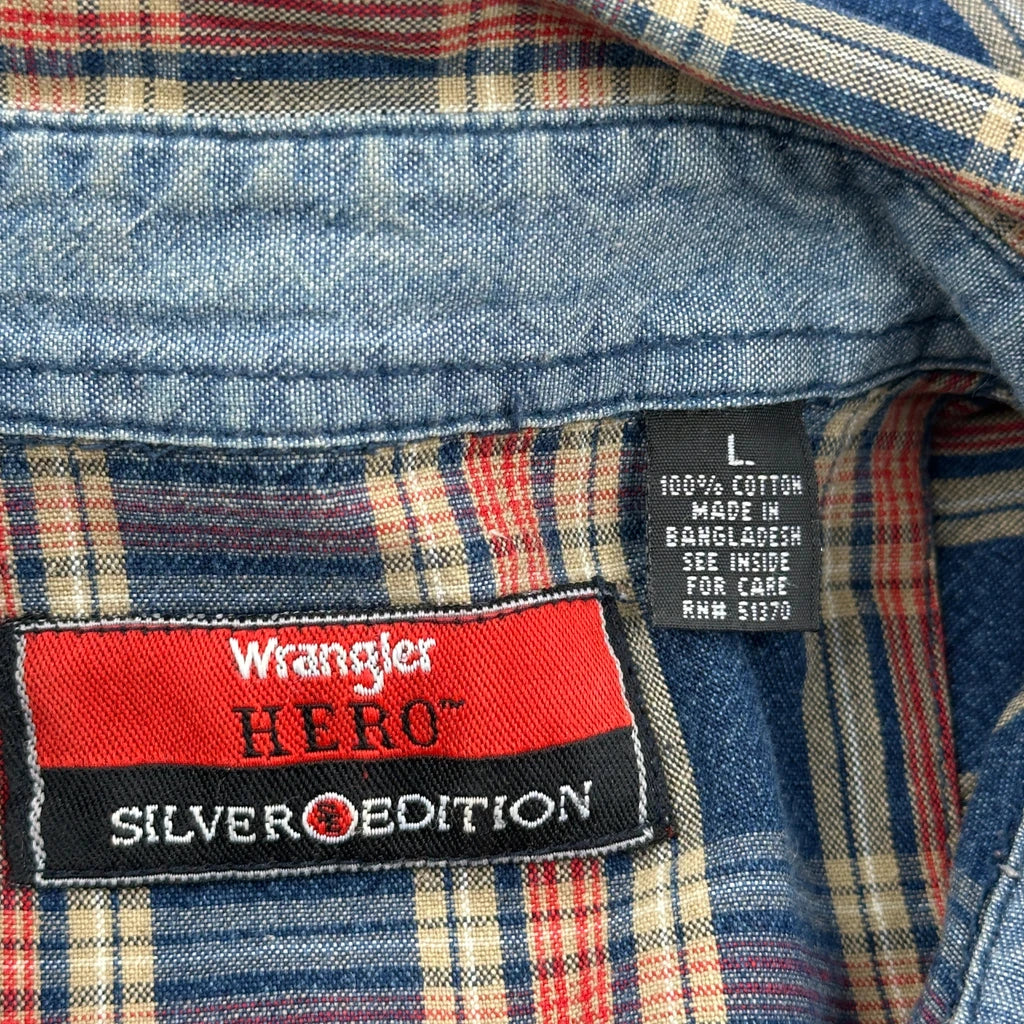 L.
100% COTTON
MADE IN
BANGLADESH
SEE INSIDE
FOR CARE
RN# 51370
Wrangler
HERO™
SILVER EDITION